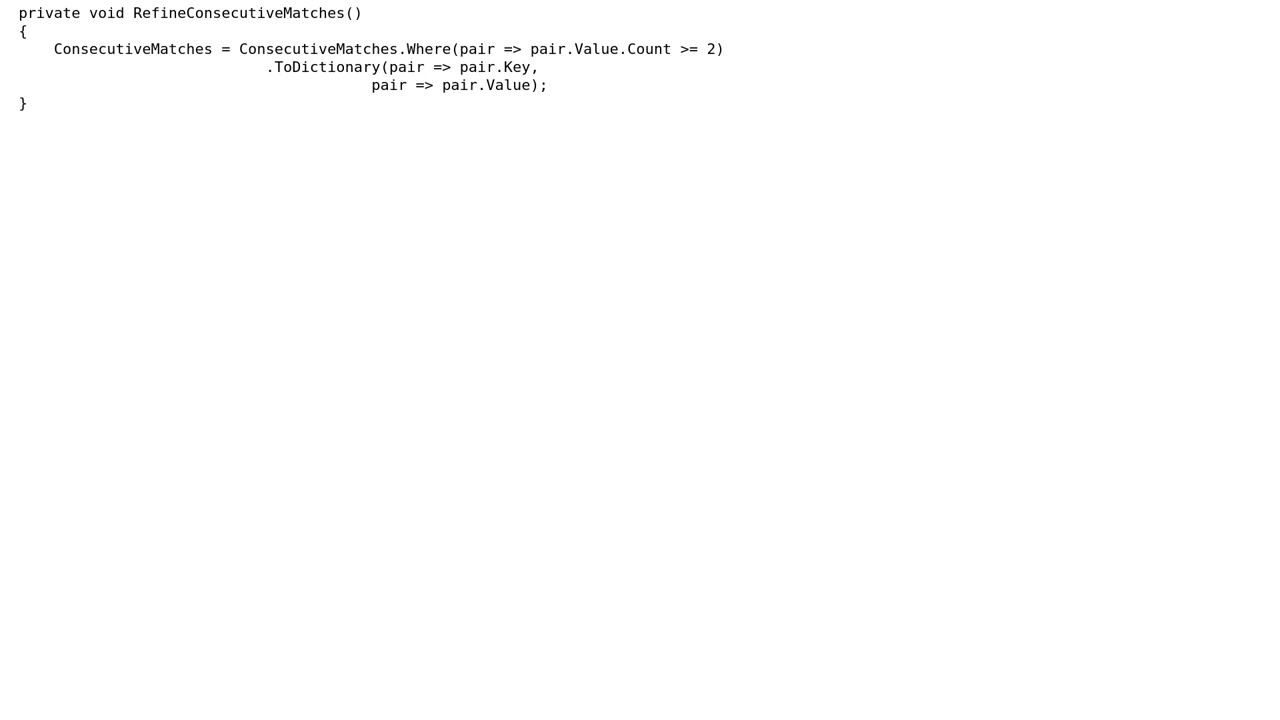 private void RefineConsecutiveMatches()
{
    ConsecutiveMatches = ConsecutiveMatches.Where(pair => pair.Value.Count >= 2)
                            .ToDictionary(pair => pair.Key,
                                        pair => pair.Value);
}